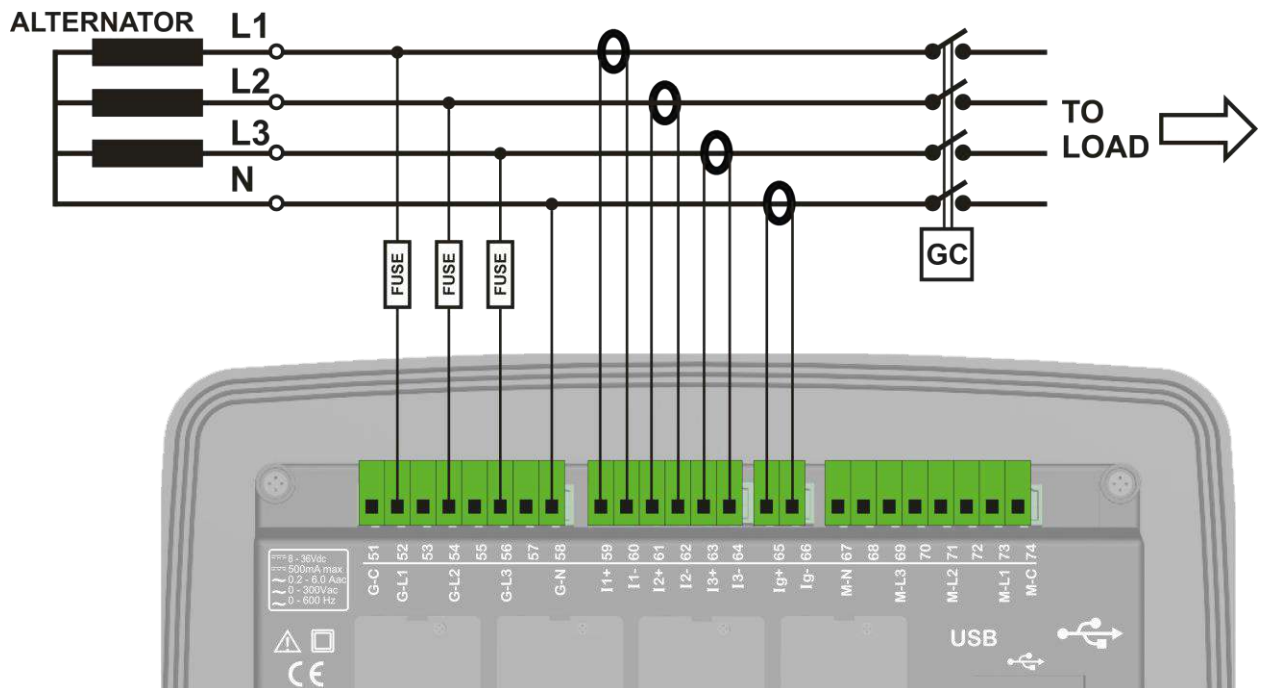 ALTERNATOR
L1
L2
L3
N
TO
LOAD
FUSE
FUSE
FUSE
GC
51
52
53
54
55
56
57
58
59
60
61
62
63
64
65
66
67
68
69
70
71
72
73
74
G-C
G-L1
G-L2
G-L3
G-N
I1+
I1-
I2+
I2-
I3+
I3-
Ig+
Ig-
M-N
M-L3
M-L2
M-L1
M-C
8 - 36Vdc
500mA max
0.2 - 6.0 Aac
0 - 300Vac
0 - 600 Hz
CE
USB